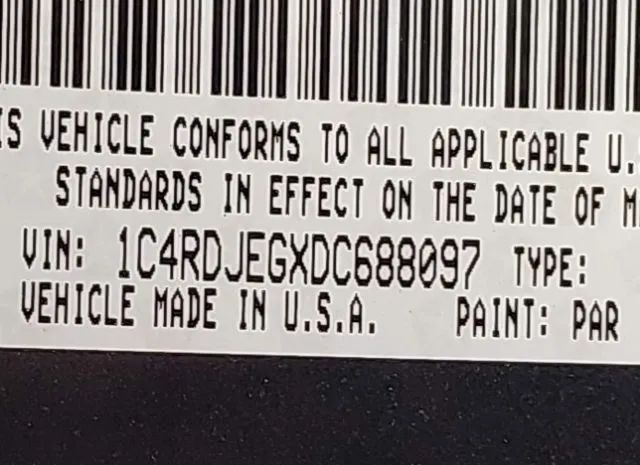 IS VEHICLE CONFORMS TO ALL APPLICABLE U.S
STANDARDS IN EFFECT ON THE DATE OF M
VIN: 1C4RDJEGXDC688097 TYPE:
VEHICLE MADE IN U.S.A. PAINT: PAR